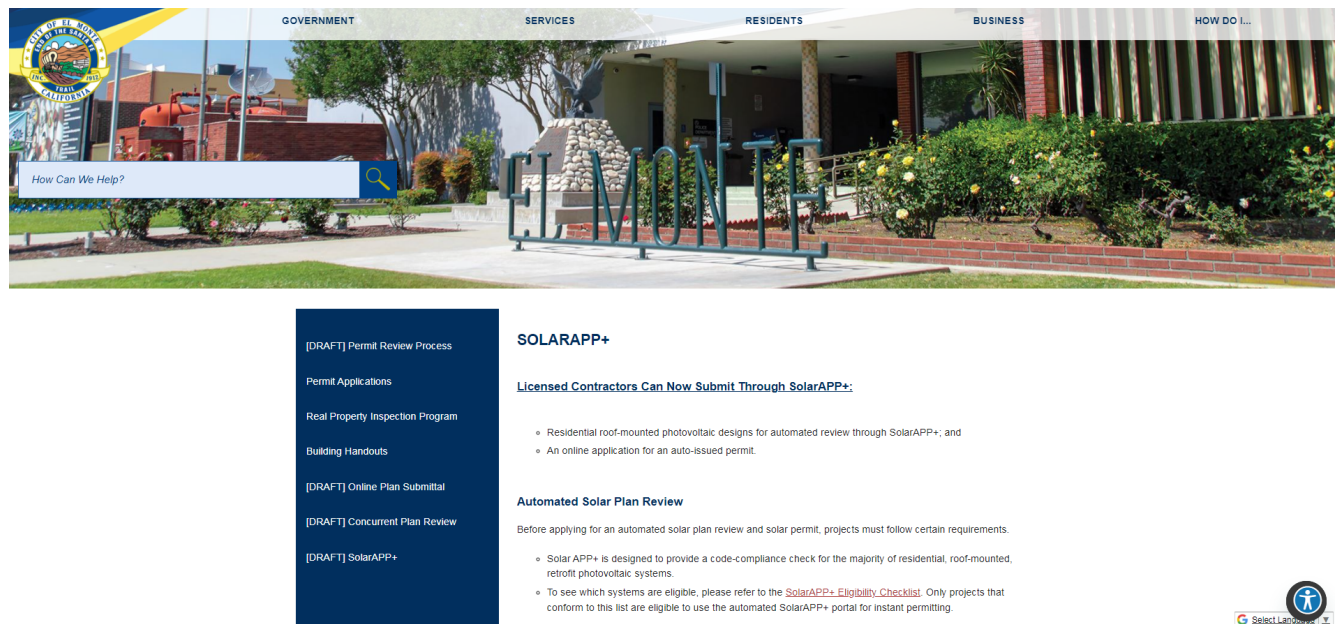 GOVERNMENT
SERVICES
RESIDENTS
BUSINESS
HOW DO I...
CITY OF EL MONTE
END OF THE SANTA FE
INC. 1912
TRAIL
CALIFORNIA
How Can We Help?
EL MONTE
[DRAFT] Permit Review Process
Permit Applications
Real Property Inspection Program
Building Handouts
[DRAFT] Online Plan Submittal
[DRAFT] Concurrent Plan Review
[DRAFT] SolarAPP+
SOLARAPP+
Licensed Contractors Can Now Submit Through SolarAPP+:
Residential roof-mounted photovoltaic designs for automated review through SolarAPP+; and
An online application for an auto-issued permit.
Automated Solar Plan Review
Before applying for an automated solar plan review and solar permit, projects must follow certain requirements.
Solar APP+ is designed to provide a code-compliance check for the majority of residential, roof-mounted,
retrofit photovoltaic systems.
To see which systems are eligible, please refer to the SolarAPP+ Eligibility Checklist. Only projects that
conform to this list are eligible to use the automated SolarAPP+ portal for instant permitting.
Select Language